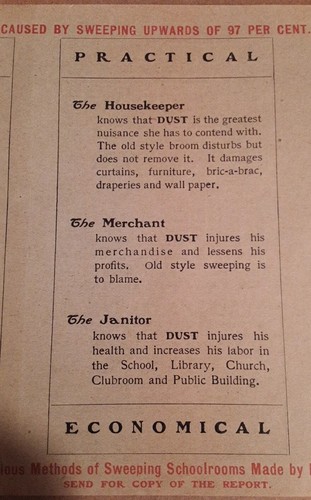 CAUSED BY SWEEPING UPWARDS OF 97 PER CENT.
PRACTICAL
The Housekeeper
knows that DUST is the greatest
nuisance she has to contend with.
The old style broom disturbs but
does not remove it. It damages
curtains, furniture, bric-a-brac,
draperies and wall paper.
The Merchant
knows that DUST injures his
merchandise and lessens his
profits. Old style sweeping is
to blame.
The Janitor
knows that DUST injures his
health and increases his labor in
the School, Library, Church,
Clubroom and Public Building.
ECONOMICAL
Methods of Sweeping Schoolrooms Made by
SEND FOR COPY OF THE REPORT.